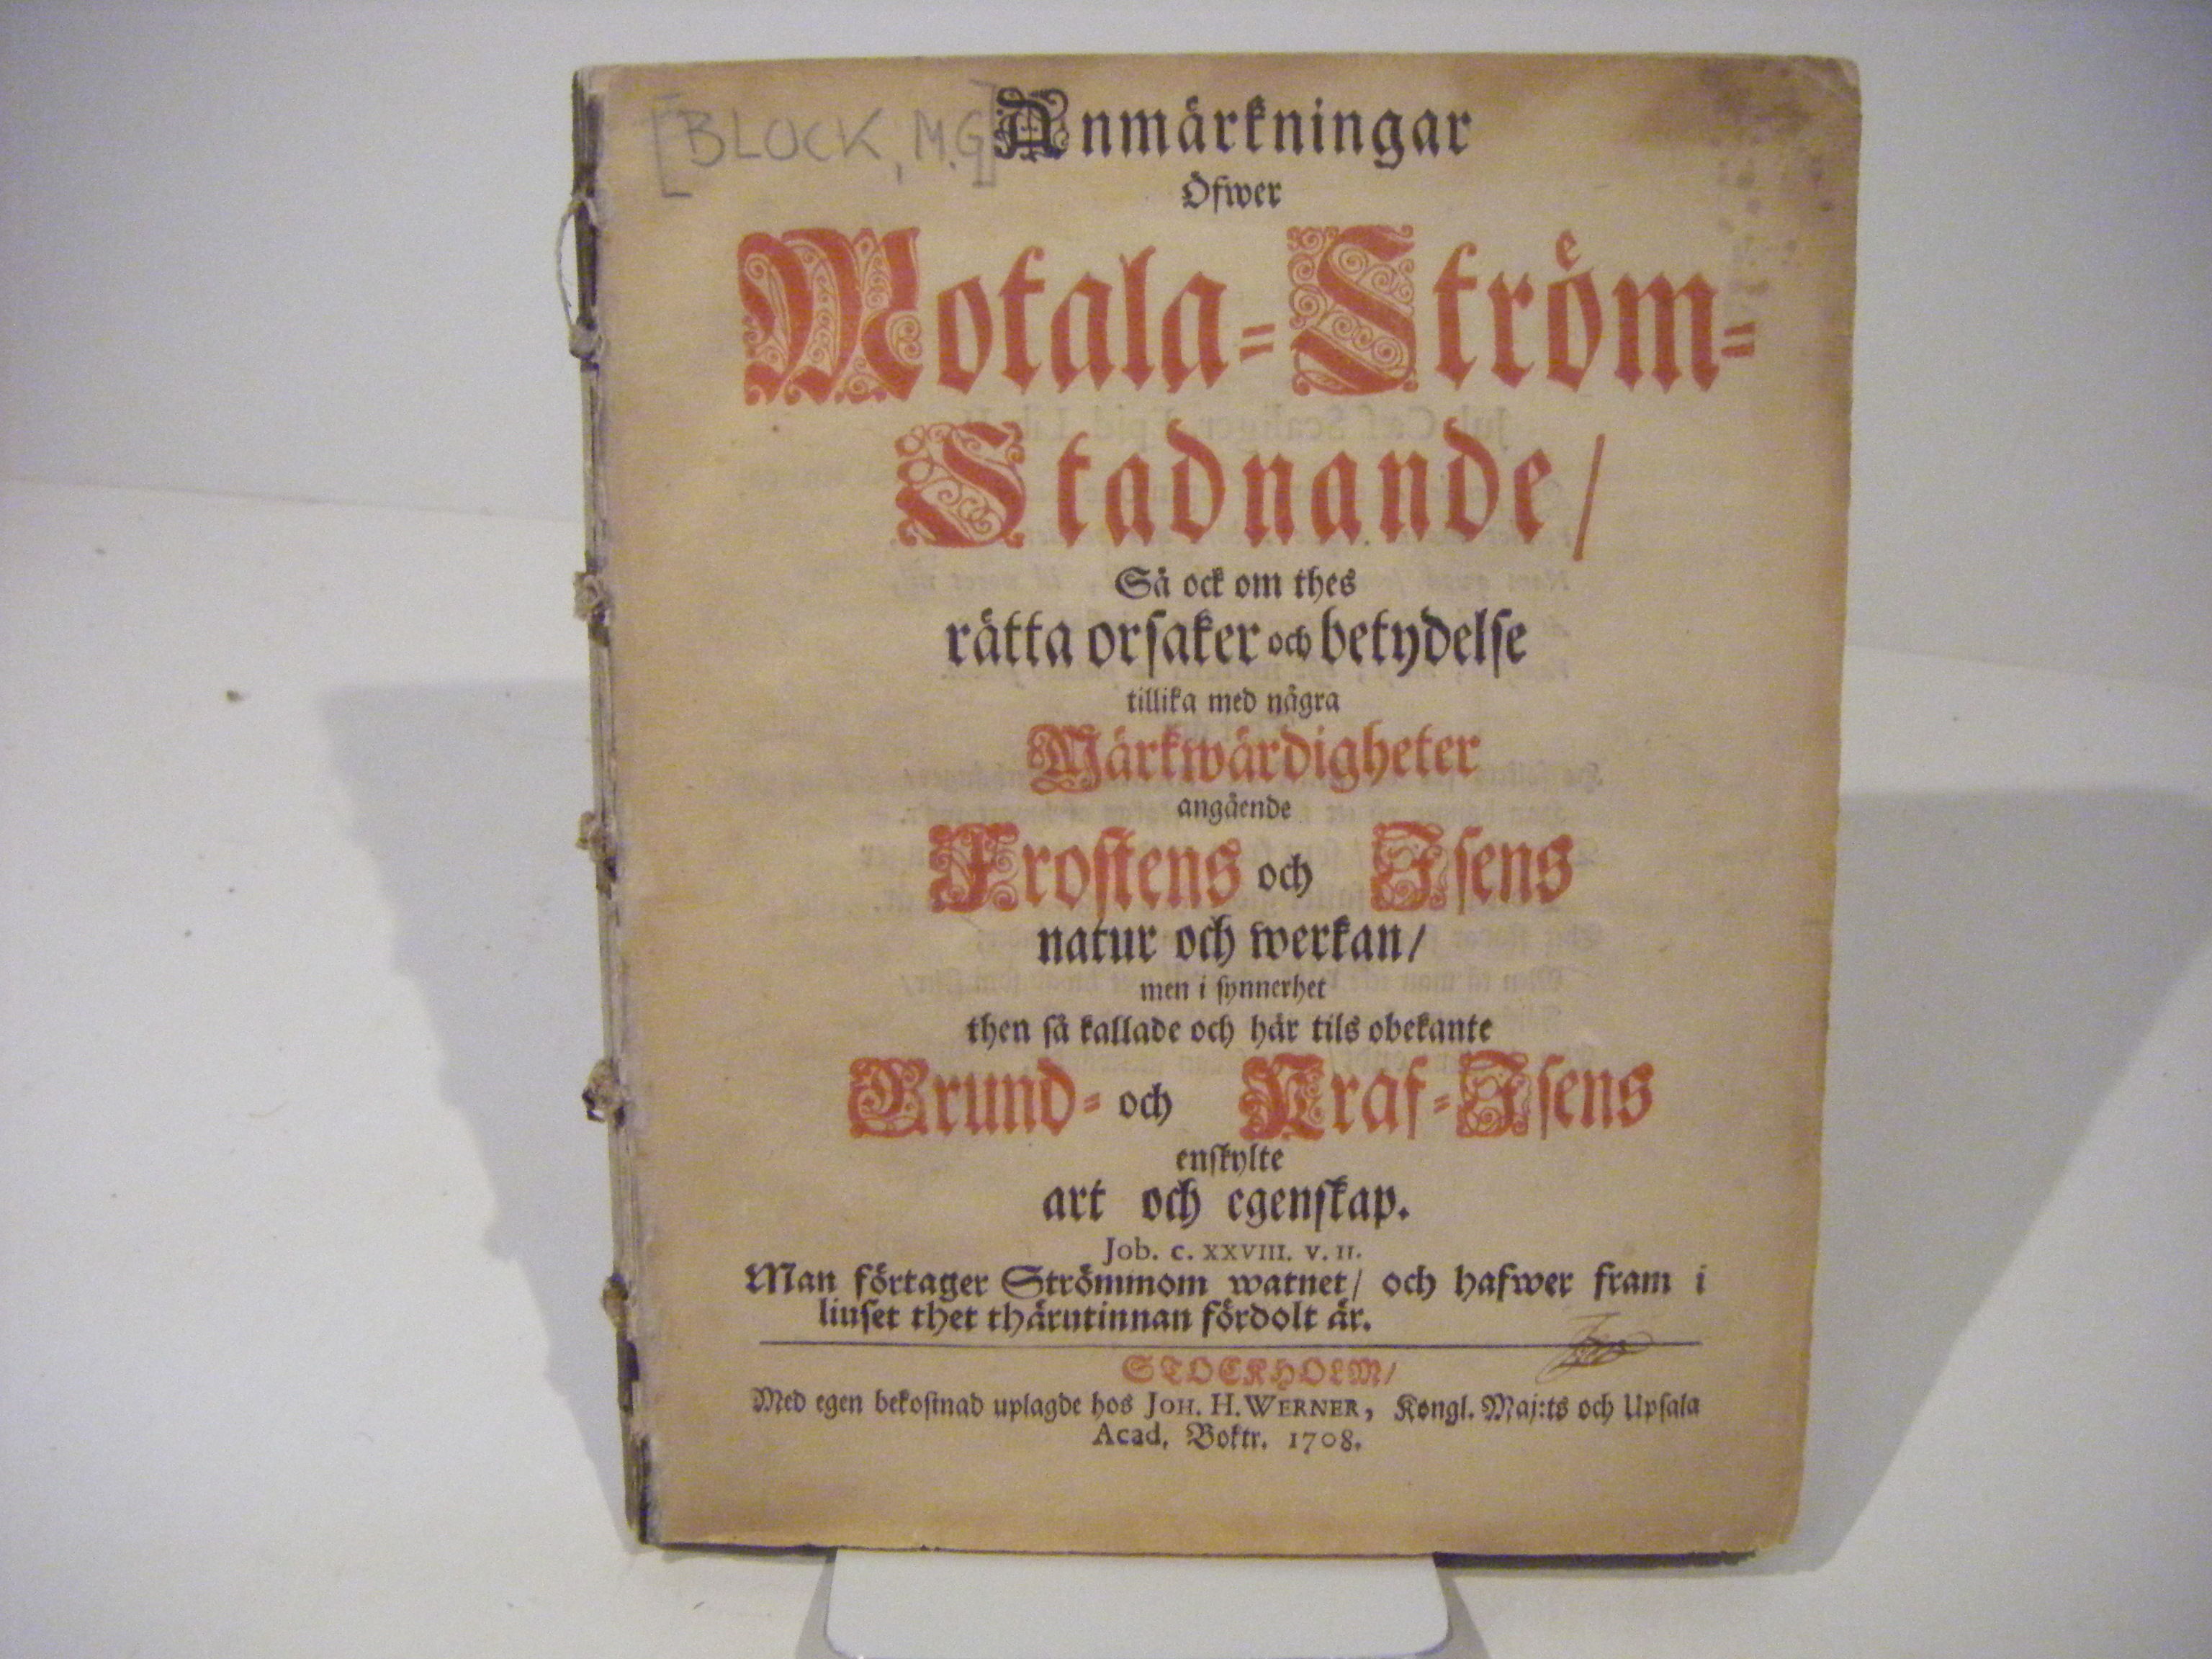 [BLOCK, M.G]
Anmärkningar
Öfwer
Motala-Ström-
Stadnande/
Så ock om thes
rätta orsaker och betydelse
tillika med några
Märkwärdigheter
angående
Frostens och Isens
natur och werkan/
men i synnerhet
then så kallade och här tils obekante
Grund- och Kraf-Isens
enskylte
art och egenskap.
Job. c. XXVIII. v. 11.
Man förtager Strömmom watnet/ och hafwer fram i
liuset thet thärutinnan fördolt är.
STOCKHOLM/
Med egen bekostnad uplagde hos JOH. H. WERNER, Kongl. Maj:ts och Upsala
Acad. Boktr. 1708.